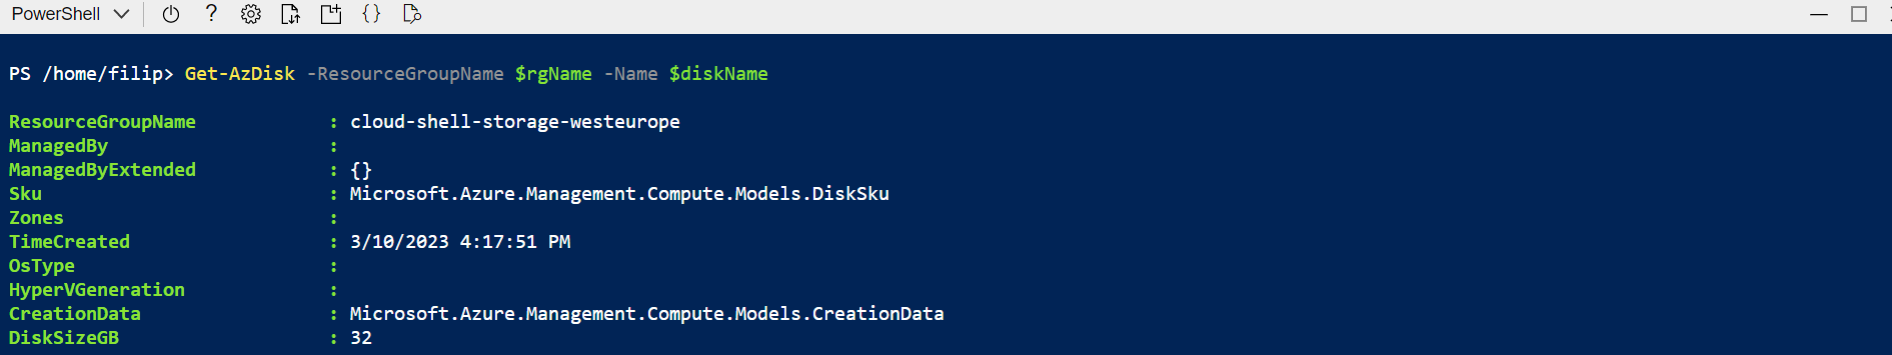 PowerShell
PS /home/filip> Get-AzDisk -ResourceGroupName $rgName -Name $diskName
ResourceGroupName : cloud-shell-storage-westeurope
ManagedBy :
ManagedByExtended : {}
Sku : Microsoft.Azure.Management.Compute.Models.DiskSku
Zones :
TimeCreated : 3/10/2023 4:17:51 PM
OsType :
HyperVGeneration :
CreationData : Microsoft.Azure.Management.Compute.Models.CreationData
DiskSizeGB : 32